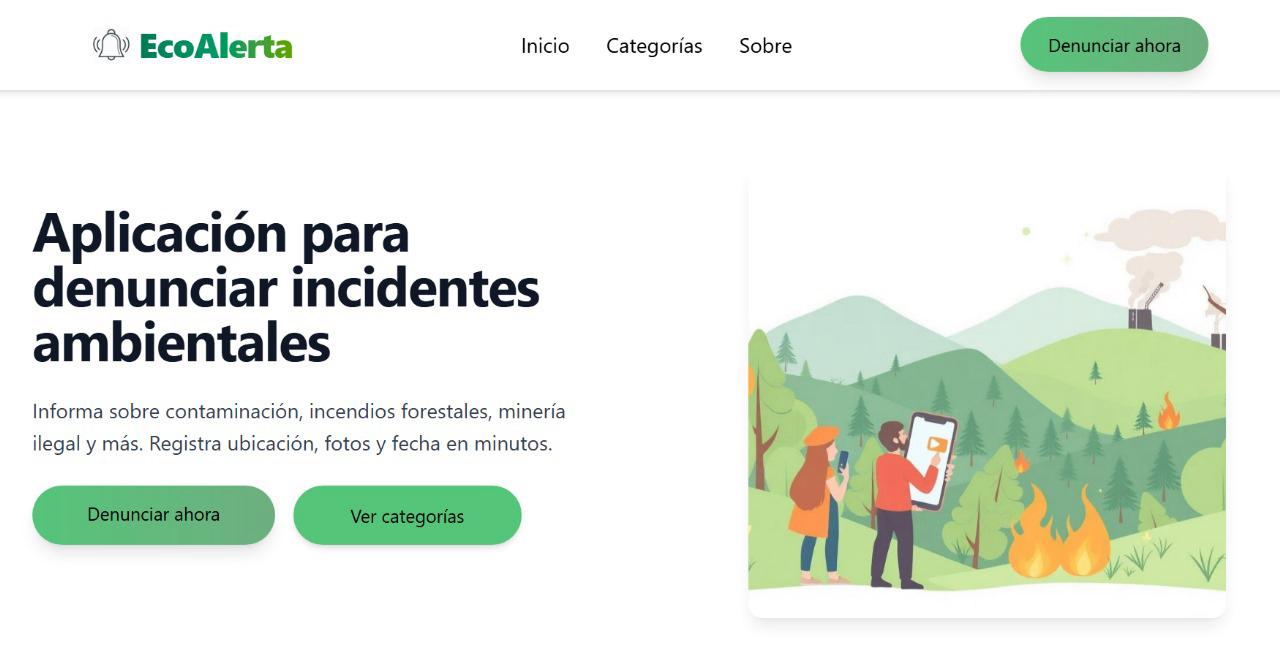 EcoAlerta
Inicio
Categorías
Sobre
Denunciar ahora
Aplicación para
denunciar incidentes
ambientales
Informa sobre contaminación, incendios forestales, minería
ilegal y más. Registra ubicación, fotos y fecha en minutos.
Denunciar ahora
Ver categorías